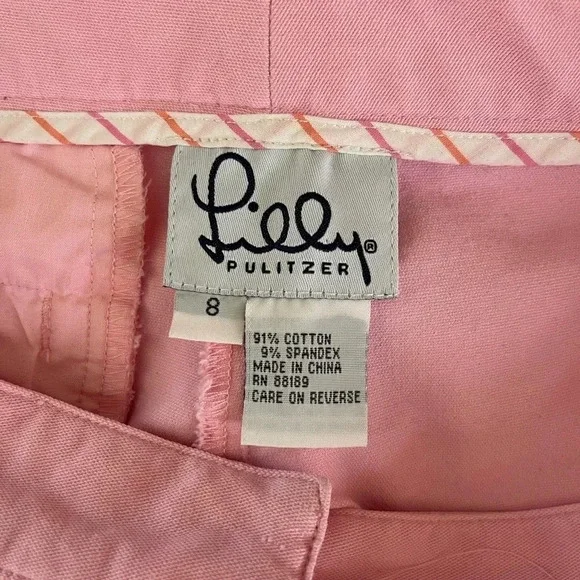 Lilly®
PULITZER
8
91% COTTON
9% SPANDEX
MADE IN CHINA
RN 88189
CARE ON REVERSE